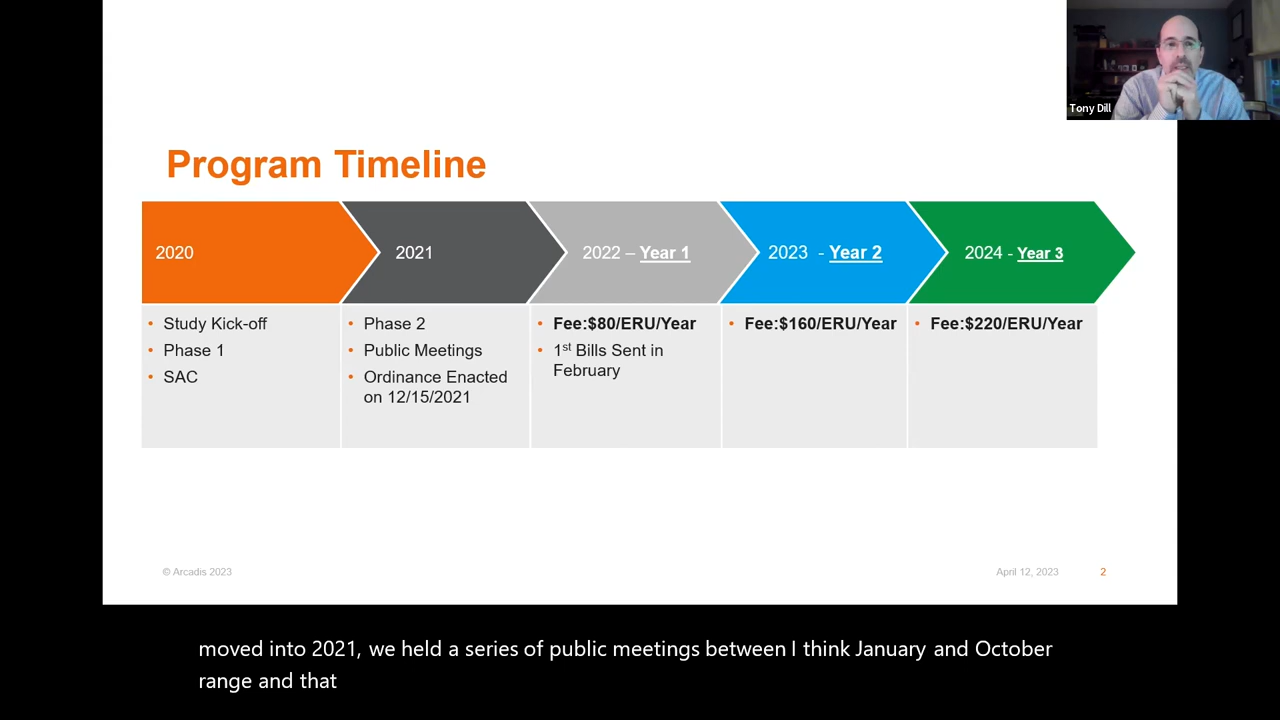 Tony Dill
Program Timeline
2020
2021
2022 – Year 1
2023 - Year 2
2024 - Year 3
• Study Kick-off
• Phase 1
• SAC
• Phase 2
• Public Meetings
• Ordinance Enacted
on 12/15/2021
• Fee:$80/ERU/Year
• 1st Bills Sent in
February
• Fee:$160/ERU/Year
• Fee:$220/ERU/Year
© Arcadis 2023
April 12, 2023
2
moved into 2021, we held a series of public meetings between I think January and October
range and that